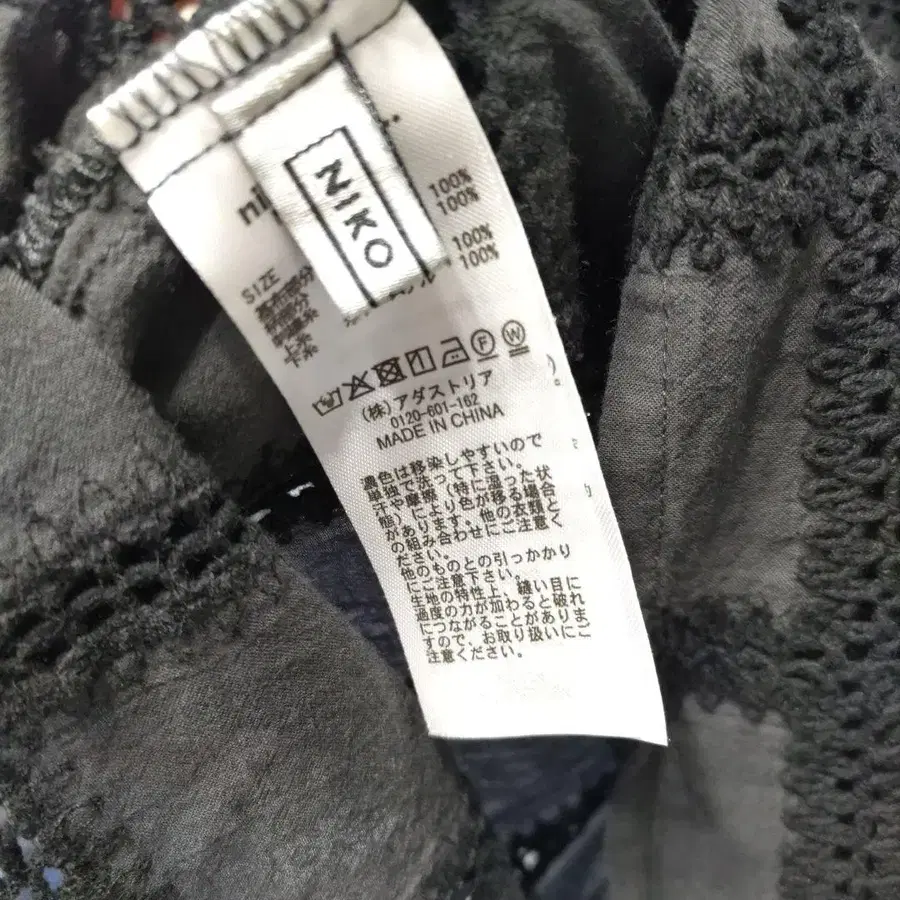 NIKO
ni
SIZE
100%
100%
100%
100%
上糸
下糸
(株)アダストリア
0120-601-162
MADE IN CHINA
濃色は移染しやすいので
単独で洗って下さい。
汗や摩擦(特に湿った状
態)により色が移る場合
があります。他の衣類と
の組み合わせにご注意く
ださい。
他のものとの引っかかり
にご注意下さい。
生地の特性上、縫い目に
過度の力が加わると破れ
につながることがありま
すので、お取り扱いにご
注意ください。